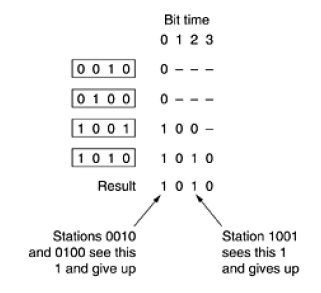 Bit time
0 1 2 3
0 0 1 0 0 – – –
0 1 0 0 0 – – –
1 0 0 1 1 0 0 –
1 0 1 0 1 0 1 0
Result 1 0 1 0
Stations 0010
and 0100 see this
1 and give up
Station 1001
sees this 1
and gives up